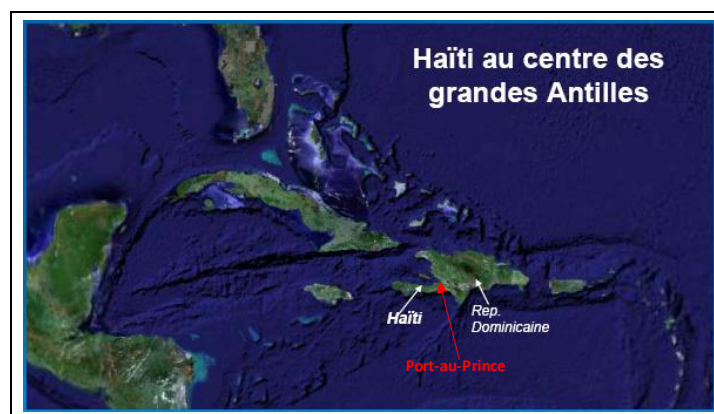 Haïti au centre des
grandes Antilles
Haïti
Rep.
Dominicaine
Port-au-Prince